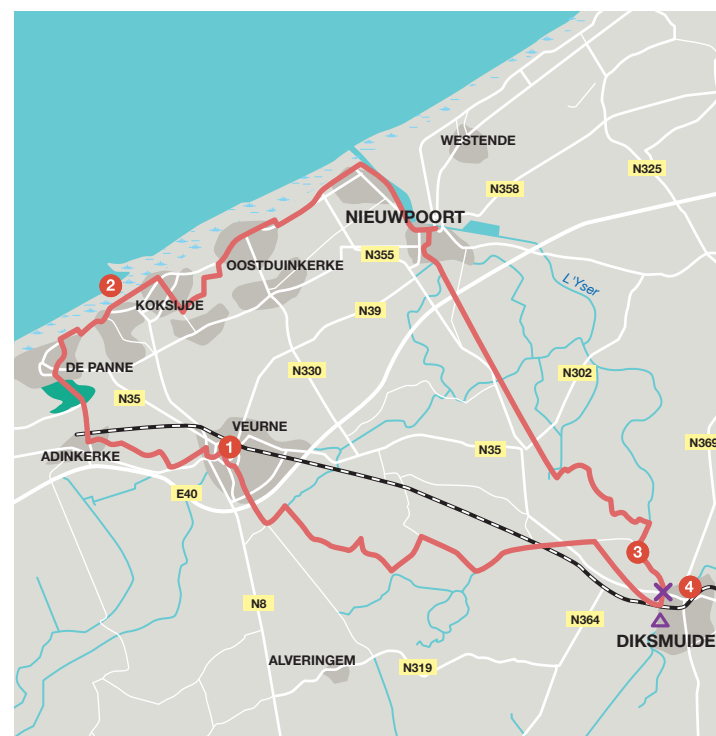 WESTENDE
N325
N358
NIEUWPOORT
N355
OOSTDUINKERKE
L'Yser
2
KOKSIJDE
N39
DE PANNE
N330
N302
N35
VEURNE
1
ADINKERKE
N35
N369
E40
3
4
N8
N364
DIKSMUIDE
ALVERINGEM
N319